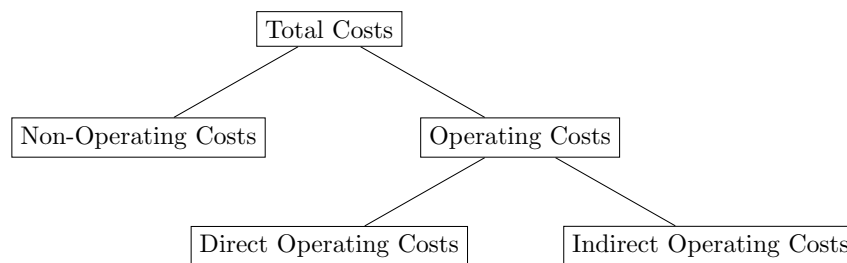 Total Costs
Non-Operating Costs
Operating Costs
Direct Operating Costs
Indirect Operating Costs